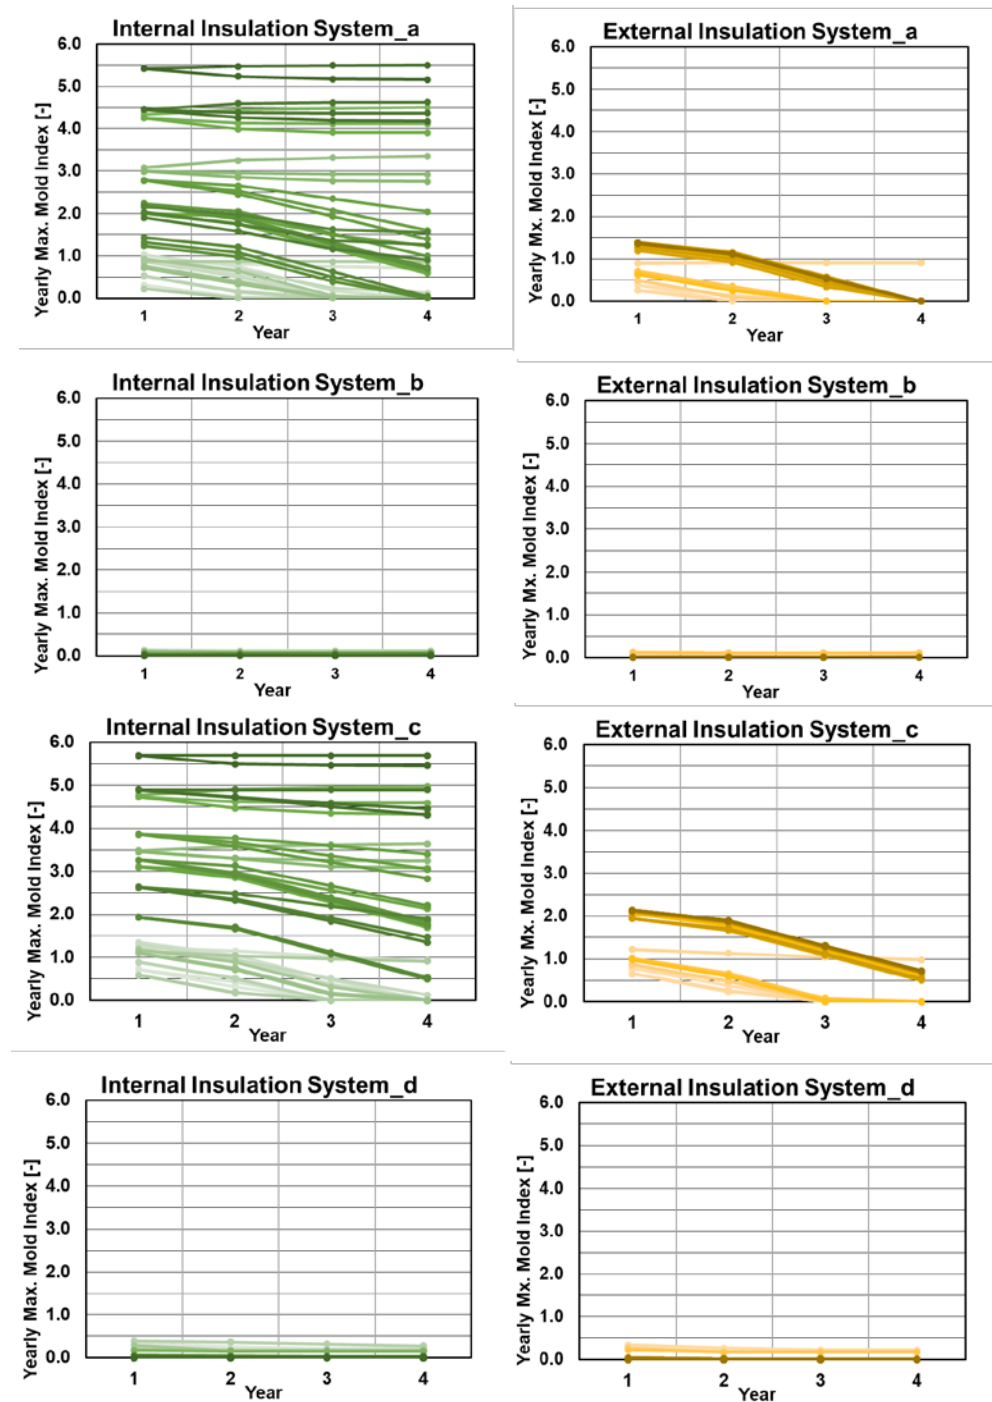 Internal Insulation System_a
Yearly Max. Mold Index [-]
6.0
5.0
4.0
3.0
2.0
1.0
0.0
1 2 3 4
Year
External Insulation System_a
Yearly Mx. Mold Index [-]
6.0
5.0
4.0
3.0
2.0
1.0
0.0
1 2 3 4
Year
Internal Insulation System_b
Yearly Max. Mold Index [-]
6.0
5.0
4.0
3.0
2.0
1.0
0.0
1 2 3 4
Year
External Insulation System_b
Yearly Mx. Mold Index [-]
6.0
5.0
4.0
3.0
2.0
1.0
0.0
1 2 3 4
Year
Internal Insulation System_c
Yearly Max. Mold Index [-]
6.0
5.0
4.0
3.0
2.0
1.0
0.0
1 2 3 4
Year
External Insulation System_c
Yearly Mx. Mold Index [-]
6.0
5.0
4.0
3.0
2.0
1.0
0.0
1 2 3 4
Year
Internal Insulation System_d
Yearly Max. Mold Index [-]
6.0
5.0
4.0
3.0
2.0
1.0
0.0
1 2 3 4
Year
External Insulation System_d
Yearly Mx. Mold Index [-]
6.0
5.0
4.0
3.0
2.0
1.0
0.0
1 2 3 4
Year